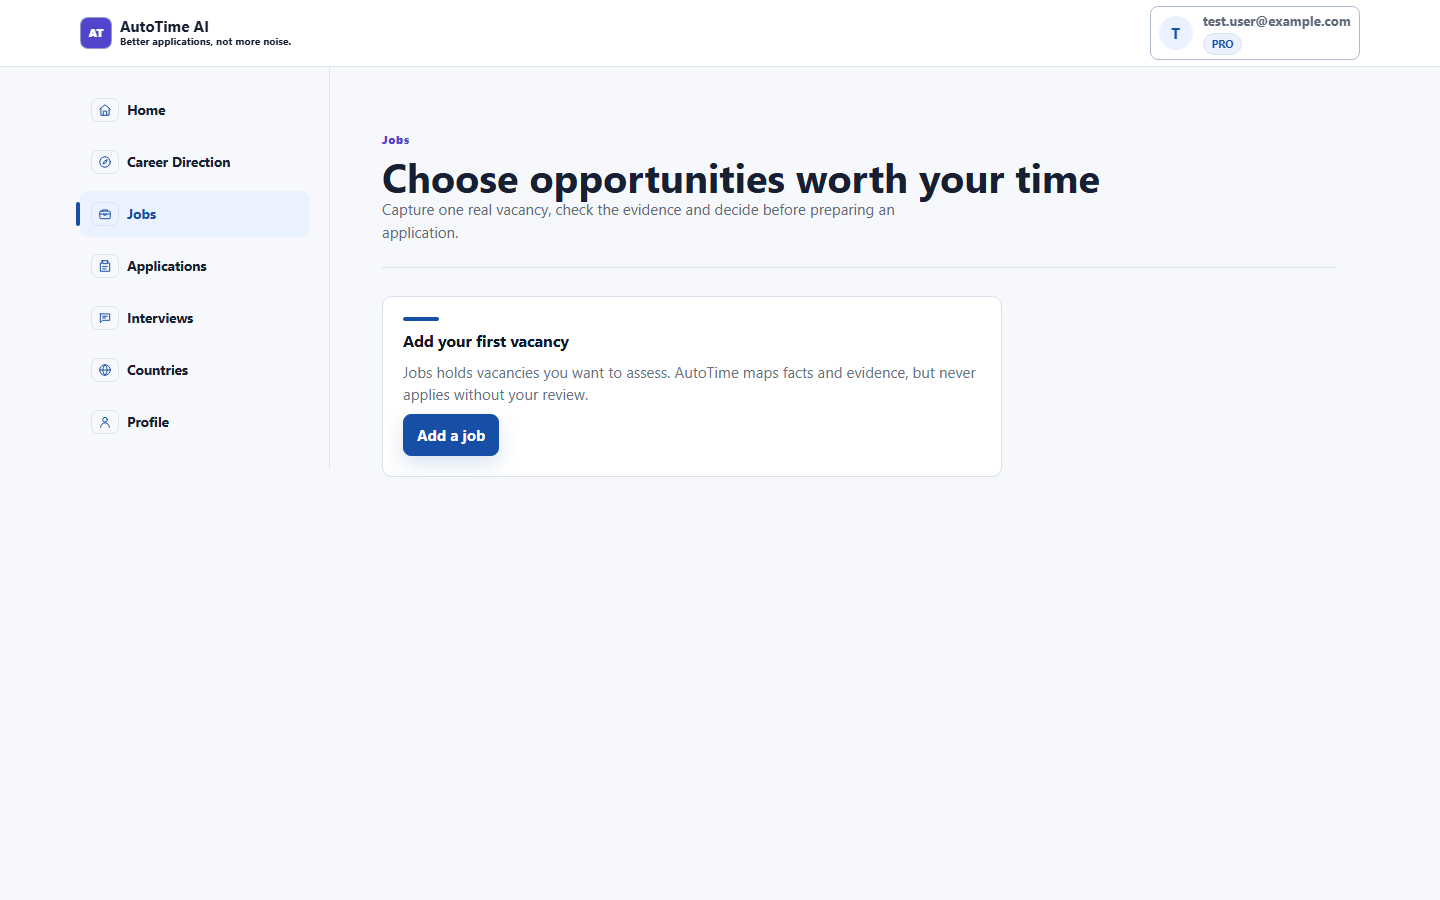 AT
AutoTime AI
Better applications, not more noise.
T
test.user@example.com
PRO
Home
Career Direction
Jobs
Applications
Interviews
Countries
Profile
Jobs
Choose opportunities worth your time
Capture one real vacancy, check the evidence and decide before preparing an
application.
Add your first vacancy
Jobs holds vacancies you want to assess. AutoTime maps facts and evidence, but never
applies without your review.
Add a job